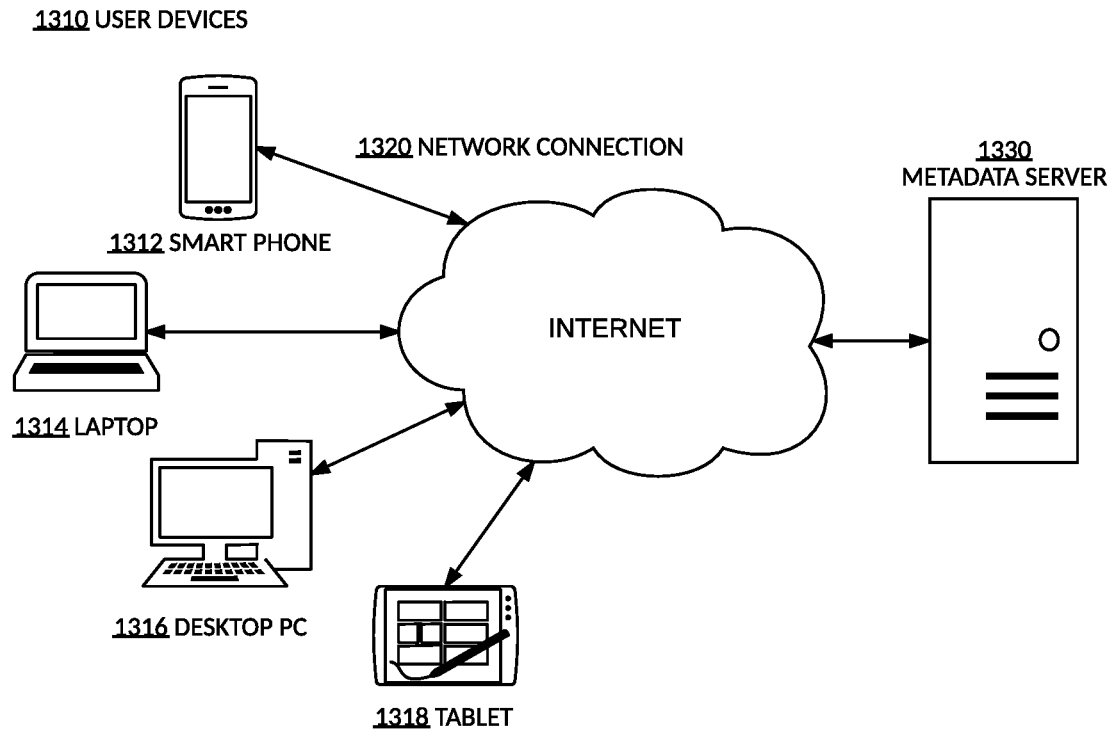 1310 USER DEVICES
1320 NETWORK CONNECTION
1330
METADATA SERVER
1312 SMART PHONE
INTERNET
1314 LAPTOP
1316 DESKTOP PC
1318 TABLET